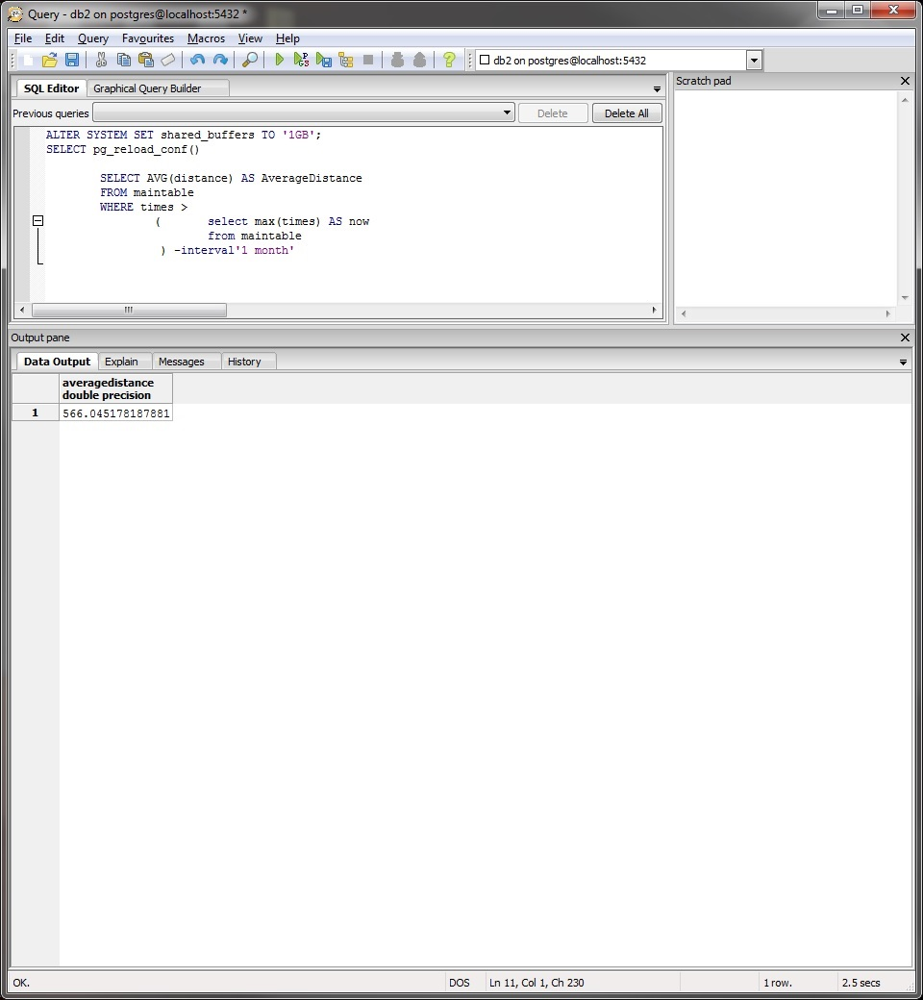 Query - db2 on postgres@localhost:5432 *
File Edit Query Favourites Macros View Help
db2 on postgres@localhost:5432
SQL Editor Graphical Query Builder
Previous queries Delete Delete All
ALTER SYSTEM SET shared_buffers TO '1GB';
SELECT pg_reload_conf()
SELECT AVG(distance) AS AverageDistance
FROM maintable
WHERE times >
( select max(times) AS now
from maintable
) -interval'1 month'
Scratch pad
Output pane
Data Output Explain Messages History
averagedistance
double precision
1 566.045178187881
OK. DOS Ln 11, Col 1, Ch 230 1 row. 2.5 secs